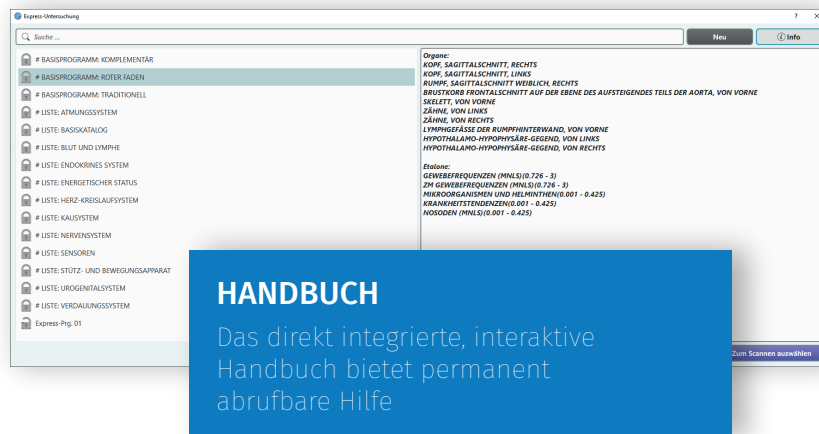 Express-Untersuchung
?
Suche ...
Neu
Info
# BASISPROGRAMM: KOMPLEMENTÄR
# BASISPROGRAMM: ROTER FADEN
# BASISPROGRAMM: TRADITIONELL
# LISTE: ATMUNGSSYSTEM
# LISTE: BASISKATALOG
# LISTE: BLUT UND LYMPHE
# LISTE: ENDOKRINES SYSTEM
# LISTE: ENERGETISCHER STATUS
# LISTE: HERZ-KREISLAUFSYSTEM
# LISTE: KAUSYSTEM
# LISTE: NERVENSYSTEM
# LISTE: SENSOREN
# LISTE: STÜTZ- UND BEWEGUNGSAPPARAT
# LISTE: UROGENITALSYSTEM
# LISTE: VERDAUUNGSSYSTEM
Express-Prg. 01
Organe:
KOPF, SAGITTALSCHNITT, RECHTS
KOPF, SAGITTALSCHNITT, LINKS
RUMPF, SAGITTALSCHNITT WEIBLICH, RECHTS
BRUSTKORB FRONTALSCHNITT AUF DER EBENE DES AUFSTEIGENDES TEILS DER AORTA, VON VORNE
SKELETT, VON VORNE
ZÄHNE, VON LINKS
ZÄHNE, VON RECHTS
LYMPHGEFÄSSE DER RUMPFHINTERWAND, VON VORNE
HYPOTHALAMO-HYPOPHYSÄRE-GEGEND, VON LINKS
HYPOTHALAMO-HYPOPHYSÄRE-GEGEND, VON RECHTS
Etalone:
GEWEBEFREQUENZEN (MNLS)(0.726 - 3)
ZM GEWEBEFREQUENZEN (MNLS)(0.726 - 3)
MIKROORGANISMEN UND HELMINTHEN(0.001 - 0.425)
KRANKHEITSTENDENZEN(0.001 - 0.425)
NOSODEN (MNLS)(0.001 - 0.425)
Zum Scannen auswählen
HANDBUCH
Das direkt integrierte, interaktive
Handbuch bietet permanent
abrufbare Hilfe